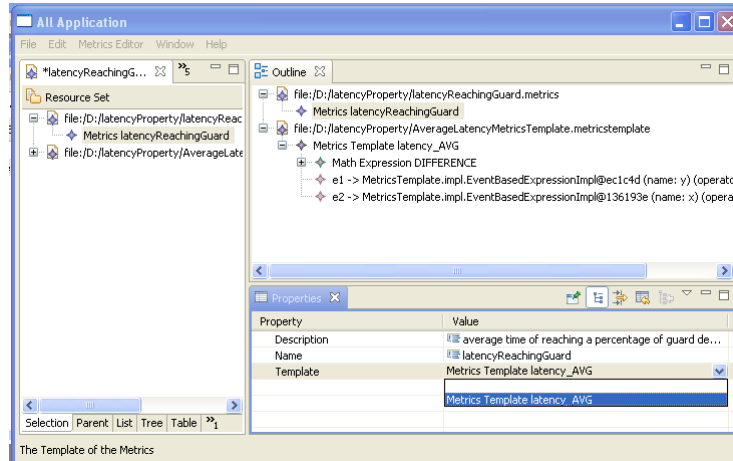 All Application
File Edit Metrics Editor Window Help
*latencyReachingG... 5
Resource Set
file:/D:/latencyProperty/latencyReac
Metrics latencyReachingGuard
file:/D:/latencyProperty/AverageLate
Selection Parent List Tree Table 1
Outline
file:/D:/latencyProperty/latencyReachingGuard.metrics
Metrics latencyReachingGuard
file:/D:/latencyProperty/AverageLatencyMetricsTemplate.metricstemplate
Metrics Template latency_AVG
Math Expression DIFFERENCE
e1 -> MetricsTemplate.impl.EventBasedExpressionImpl@ec1c4d (name: y) (operato
e2 -> MetricsTemplate.impl.EventBasedExpressionImpl@136193e (name: x) (opera
Properties
Property Value
Description average time of reaching a percentage of guard de...
Name latencyReachingGuard
Template Metrics Template latency_AVG
Metrics Template latency_AVG
The Template of the Metrics